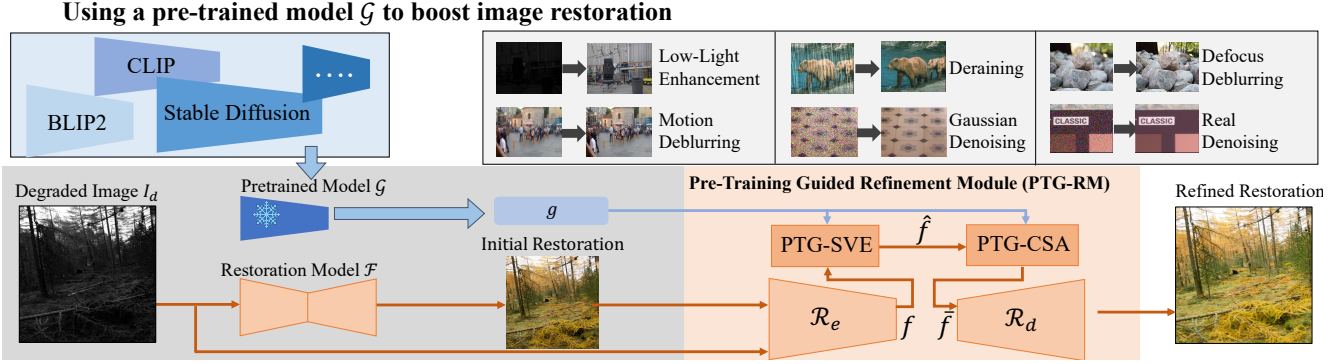 Using a pre-trained model 𝒢 to boost image restoration
CLIP
....
Stable Diffusion
BLIP2
Low-Light
Enhancement
Deraining
Defocus
Deblurring
Motion
Deblurring
Gaussian
Denoising
CLASSIC
CLASSIC
Real
Denoising
Degraded Image I_d
Pretrained Model 𝒢
g
Pre-Training Guided Refinement Module (PTG-RM)
Refined Restoration
PTG-SVE
f̂
PTG-CSA
Initial Restoration
Restoration Model ℱ
ℛ_e
f
f̄
ℛ_d